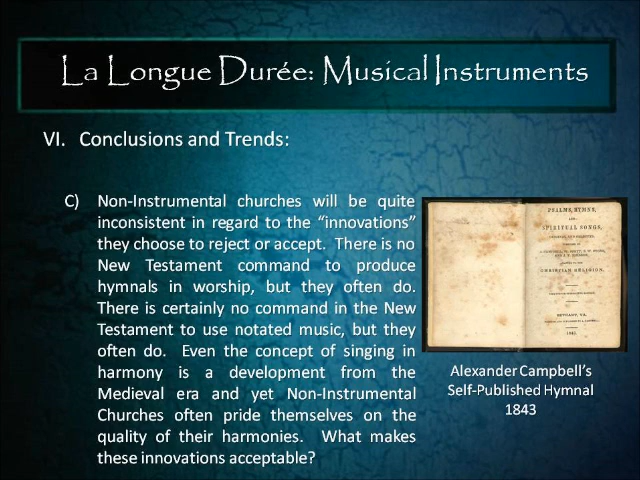 La Longue Durée: Musical Instruments
VI. Conclusions and Trends:
C) Non-Instrumental churches will be quite
inconsistent in regard to the “innovations”
they choose to reject or accept. There is no
New Testament command to produce
hymnals in worship, but they often do.
There is certainly no command in the New
Testament to use notated music, but they
often do. Even the concept of singing in
harmony is a development from the
Medieval era and yet Non-Instrumental
Churches often pride themselves on the
quality of their harmonies. What makes
these innovations acceptable?
PSALMS, HYMNS,
AND
SPIRITUAL SONGS,
CHRISTIAN RELIGION.
BETHANY, VA.
1843.
Alexander Campbell’s
Self-Published Hymnal
1843